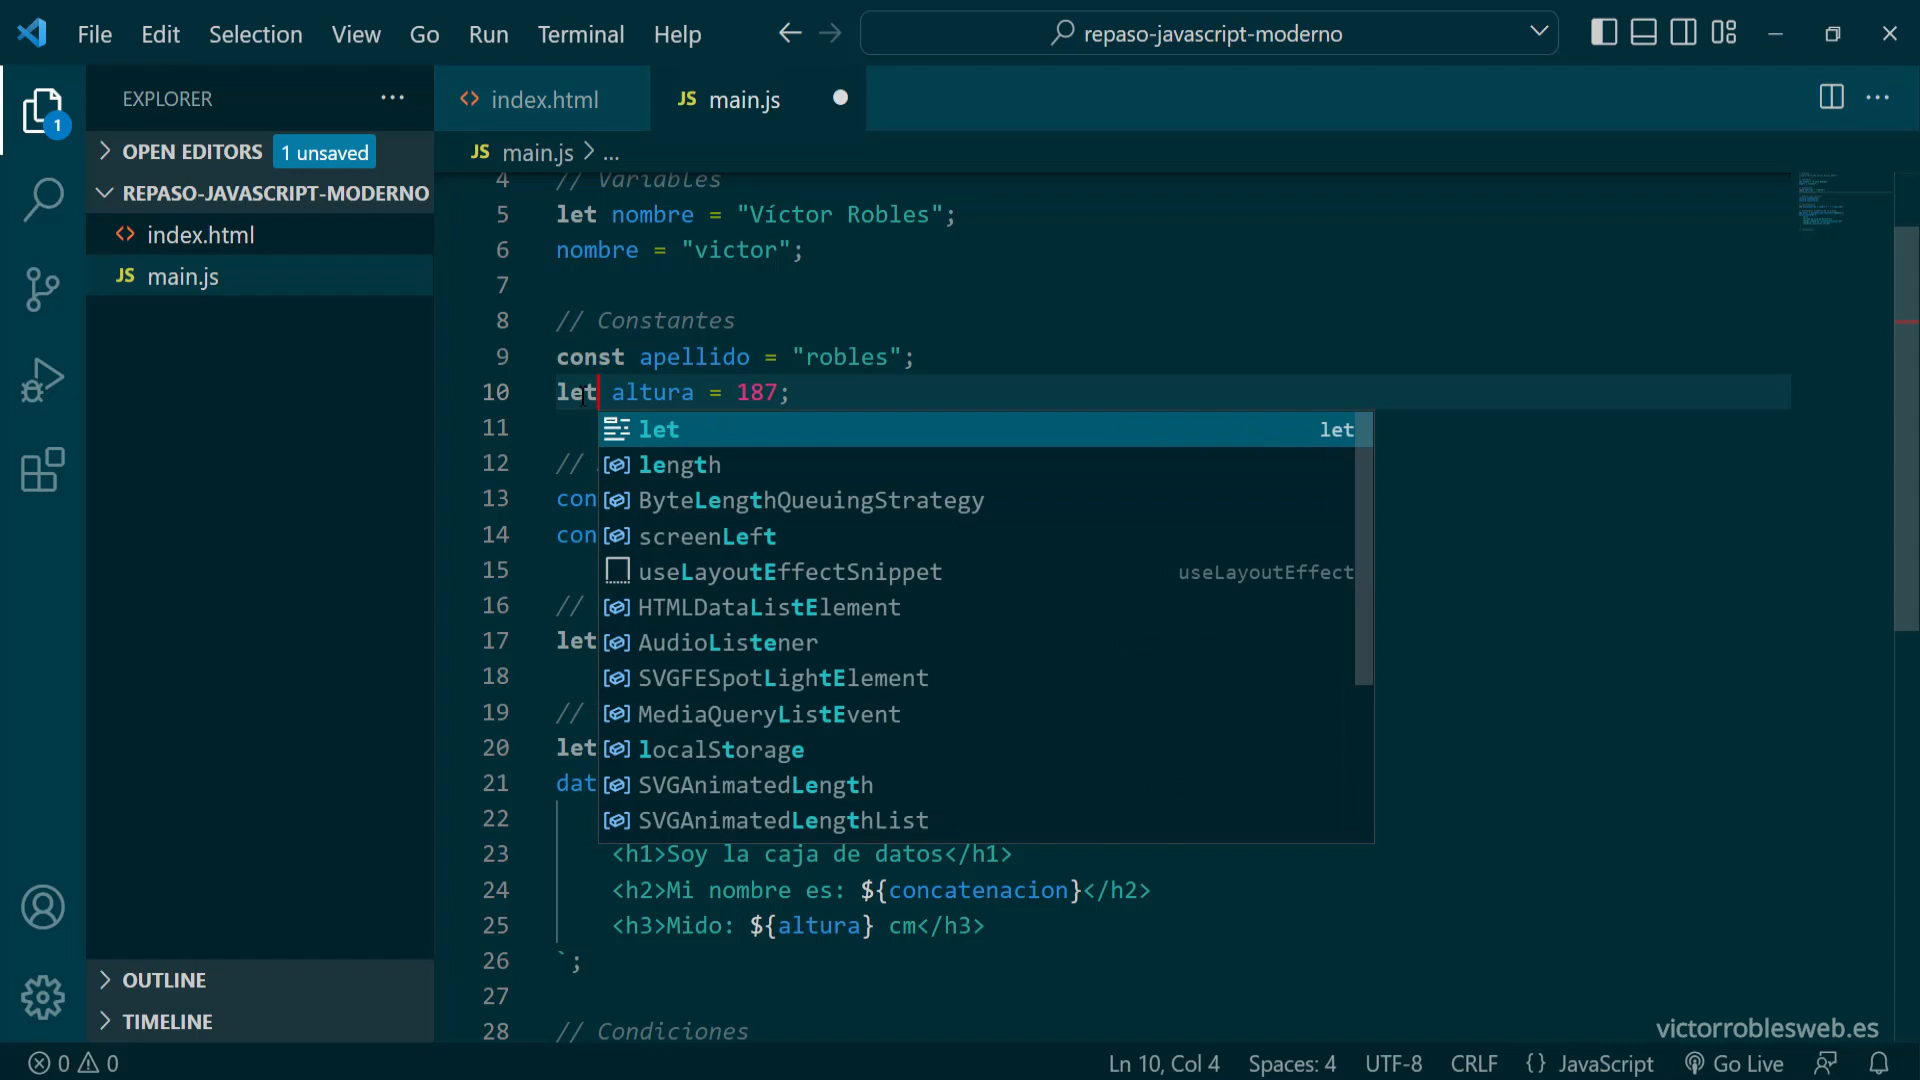 File Edit Selection View Go Run Terminal Help
repaso-javascript-moderno
EXPLORER
OPEN EDITORS 1 unsaved
REPASO-JAVASCRIPT-MODERNO
index.html
JS main.js
OUTLINE
TIMELINE
1
index.html
JS main.js
JS main.js > ...
4 // Variables
5 let nombre = "Víctor Robles";
6 nombre = "victor";
7
8 // Constantes
9 const apellido = "robles";
10 let altura = 187;
11
12 //
13 con
14 con
15
16 //
17 let
18
19 //
20 let
21 dat
22
23 <h1>Soy la caja de datos</h1>
24 <h2>Mi nombre es: ${concatenacion}</h2>
25 <h3>Mido: ${altura} cm</h3>
26 `;
27
28 // Condiciones
let let
length
ByteLengthQueuingStrategy
screenLeft
useLayoutEffectSnippet useLayoutEffect
HTMLDataListElement
AudioListener
SVGFESpotLightElement
MediaQueryListEvent
localStorage
SVGAnimatedLength
SVGAnimatedLengthList
victorroblesweb.es
0 0 Ln 10, Col 4 Spaces: 4 UTF-8 CRLF {} JavaScript Go Live